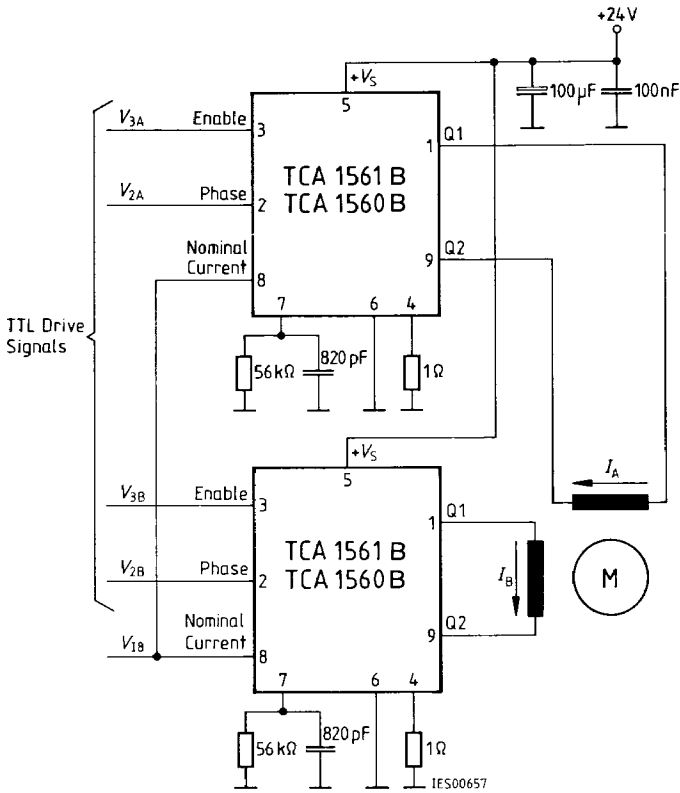 +24V
+VS
5
100µF
100nF
V3A
Enable
3
1
Q1
TCA 1561 B
TCA 1560 B
V2A
Phase
2
Nominal
Current
8
9
Q2
7
6
4
TTL Drive
Signals
56kΩ
820pF
1Ω
+VS
5
IA
V3B
Enable
3
1
Q1
TCA 1561 B
TCA 1560 B
IB
M
V2B
Phase
2
Nominal
Current
V18
8
9
Q2
7
6
4
56kΩ
820pF
1Ω
IES00657